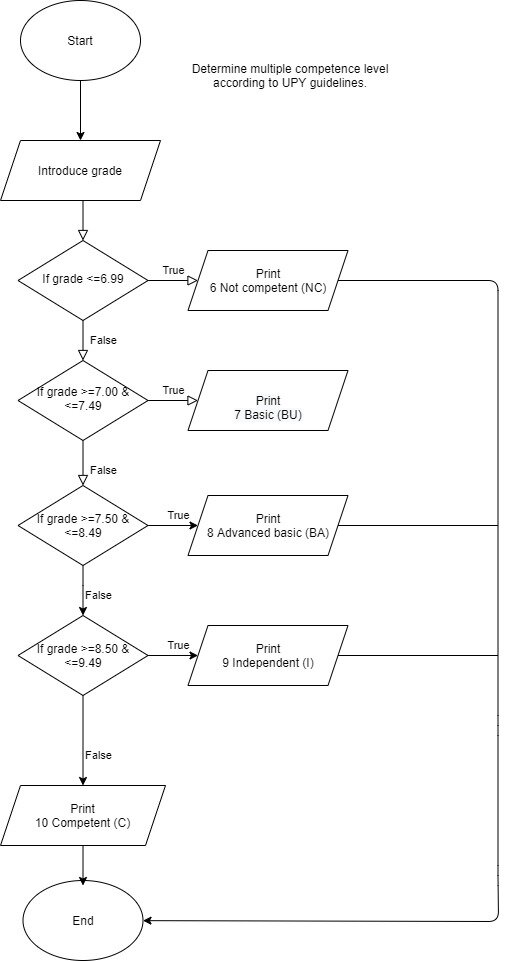 Start
Determine multiple competence level
according to UPY guidelines.
Introduce grade
If grade <=6.99
True
Print
6 Not competent (NC)
False
If grade >=7.00 &
<=7.49
True
Print
7 Basic (BU)
False
If grade >=7.50 &
<=8.49
True
Print
8 Advanced basic (BA)
False
If grade >=8.50 &
<=9.49
True
Print
9 Independent (I)
False
Print
10 Competent (C)
End